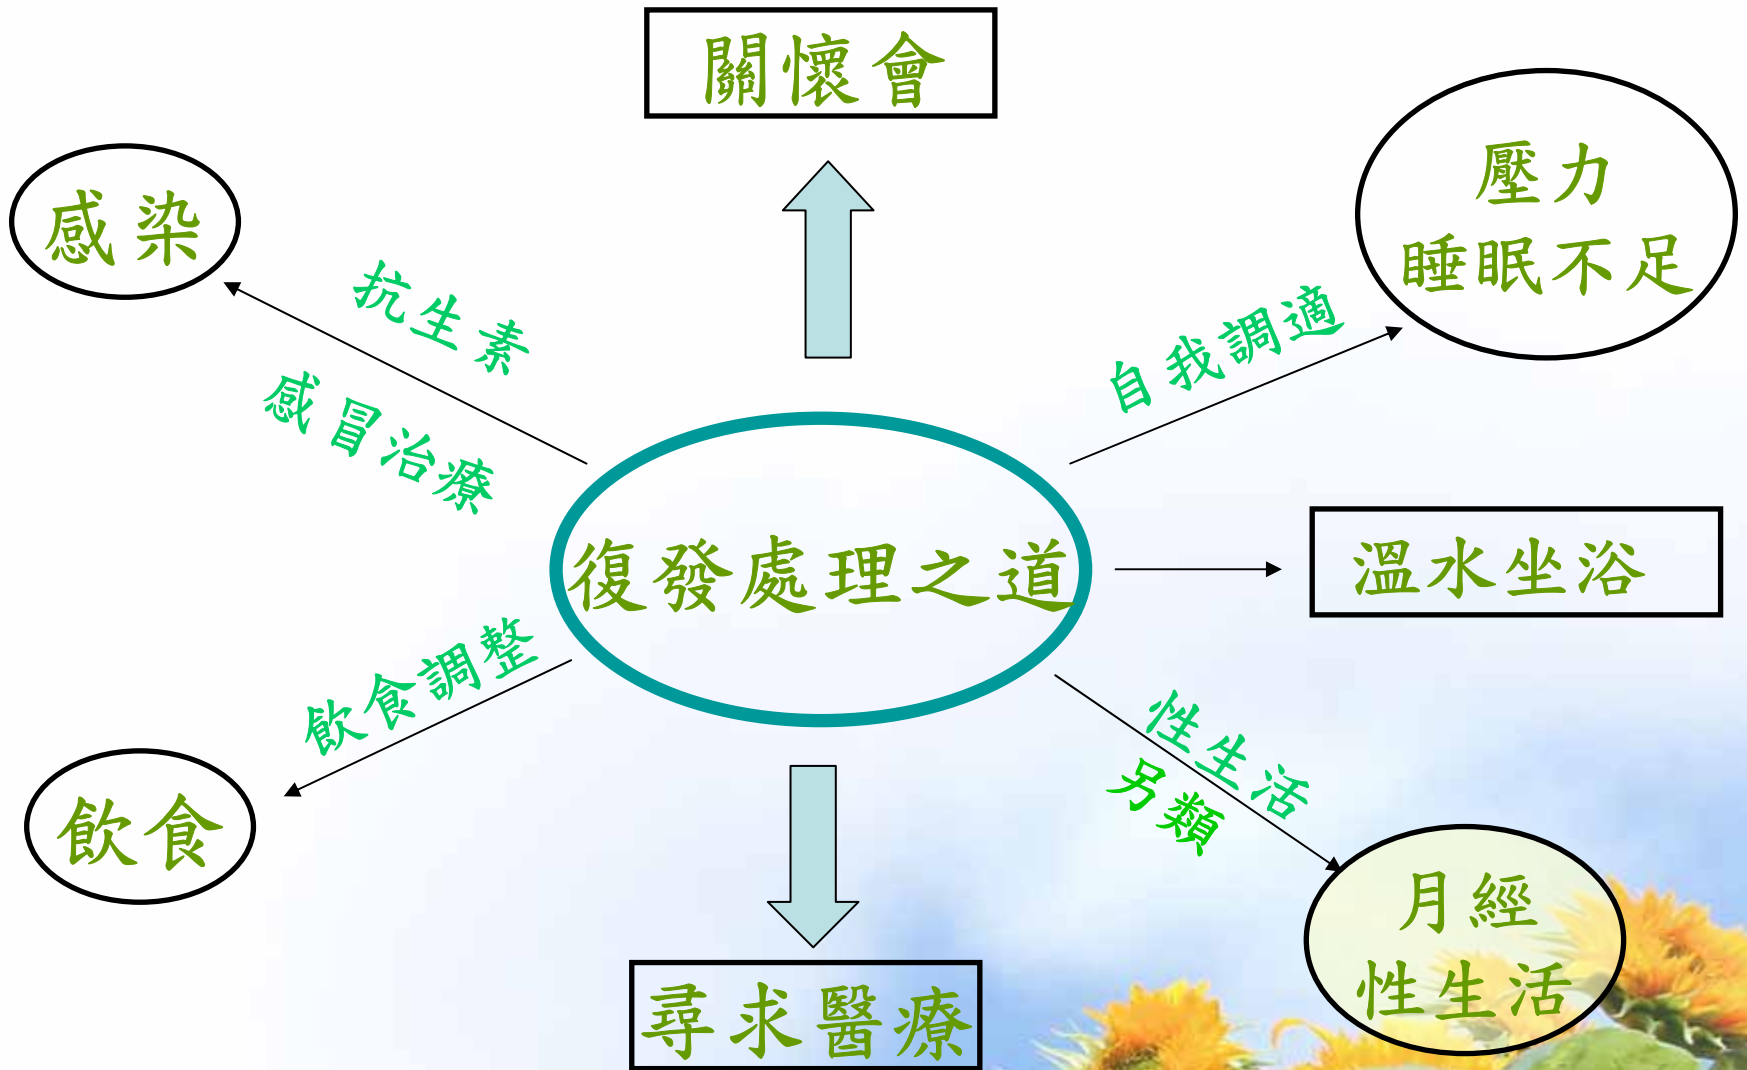 關懷會
感染
壓力
睡眠不足
抗生素
感冒治療
自我調適
復發處理之道
溫水坐浴
飲食調整
性生活
另類
飲食
月經
性生活
尋求醫療